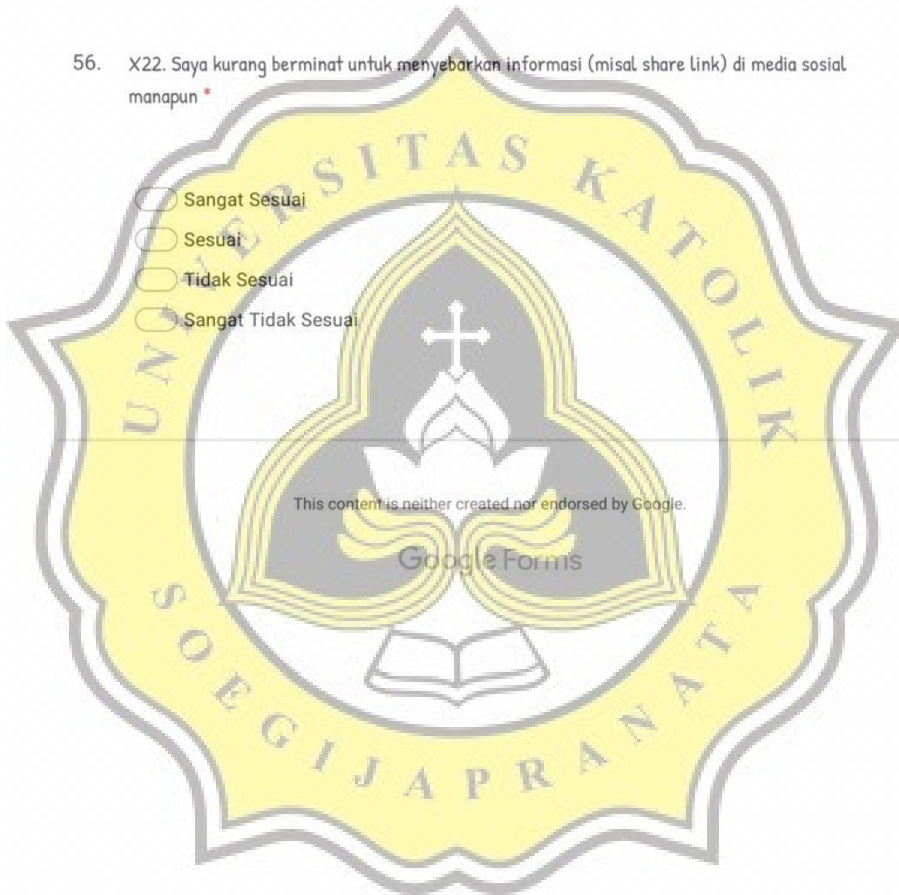 56. X22. Saya kurang berminat untuk menyebarkan informasi (misal share link) di media sosial
manapun *
Sangat Sesuai
Sesuai
Tidak Sesuai
Sangat Tidak Sesuai
This content is neither created nor endorsed by Google.
Google Forms
UNIVERSITAS KATOLIK
SOEGIJAPRANATA